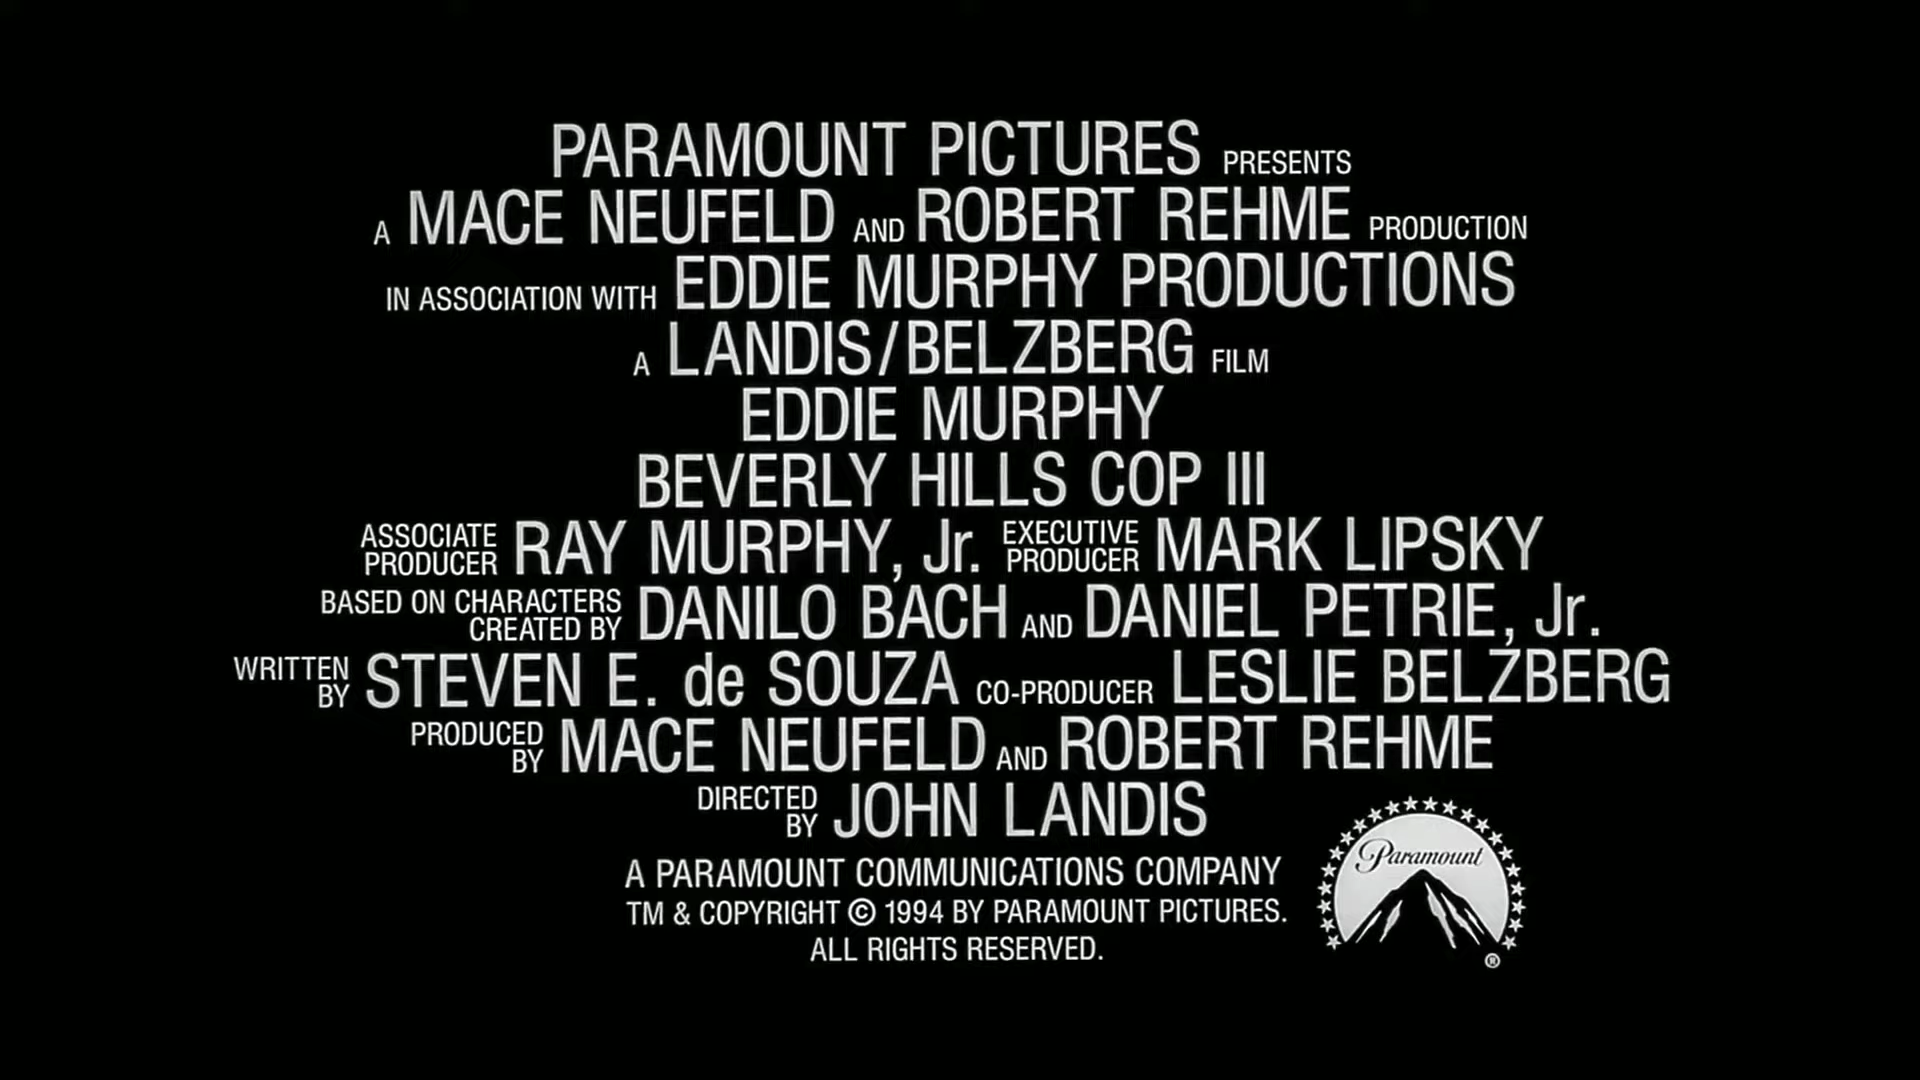 PARAMOUNT PICTURES PRESENTS
A MACE NEUFELD AND ROBERT REHME PRODUCTION
IN ASSOCIATION WITH EDDIE MURPHY PRODUCTIONS
A LANDIS/BELZBERG FILM
EDDIE MURPHY
BEVERLY HILLS COP III
ASSOCIATE PRODUCER RAY MURPHY, Jr. EXECUTIVE PRODUCER MARK LIPSKY
BASED ON CHARACTERS CREATED BY DANILO BACH AND DANIEL PETRIE, Jr.
WRITTEN BY STEVEN E. de SOUZA CO-PRODUCER LESLIE BELZBERG
PRODUCED BY MACE NEUFELD AND ROBERT REHME
DIRECTED BY JOHN LANDIS
A PARAMOUNT COMMUNICATIONS COMPANY
TM & COPYRIGHT © 1994 BY PARAMOUNT PICTURES.
ALL RIGHTS RESERVED.
Paramount
®